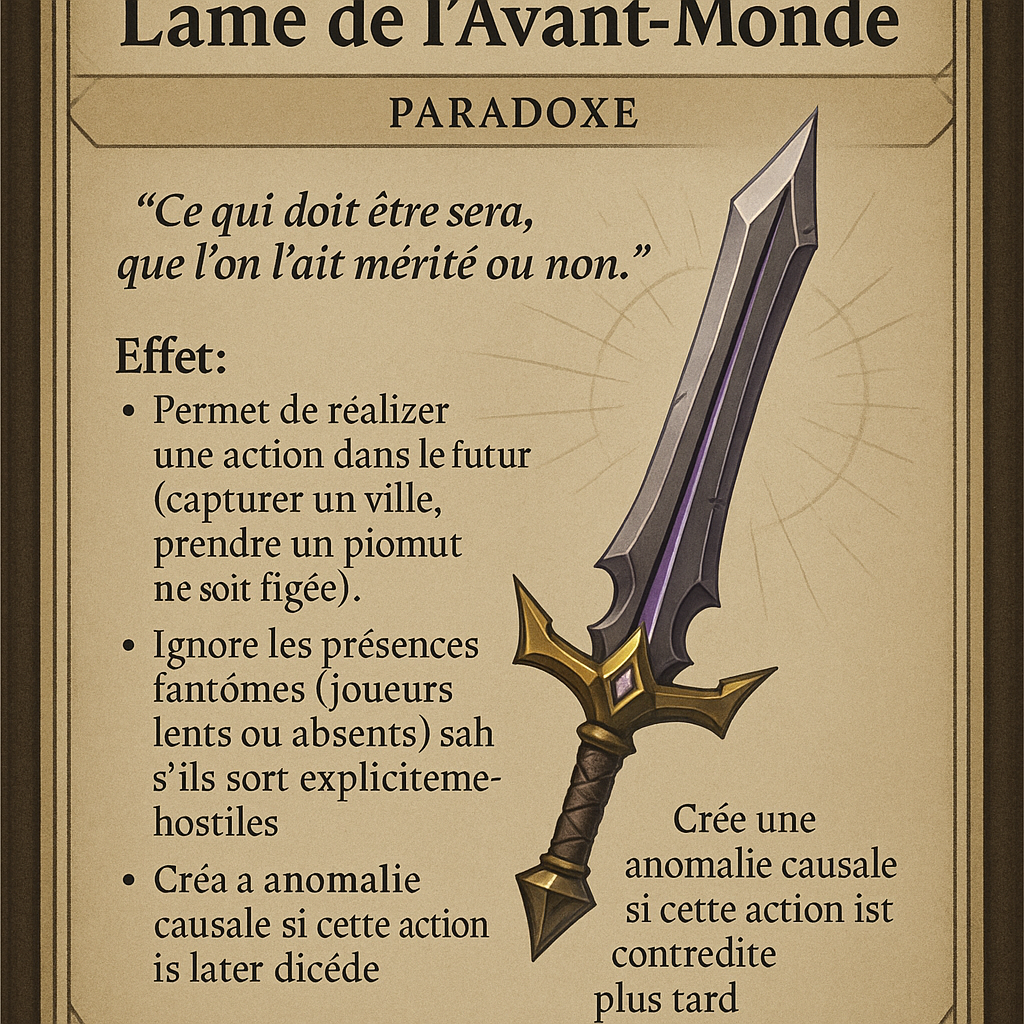 Lame de l'Avant-Monde
PARADOXE
“Ce qui doit être sera,
que l'on l'ait mérité ou non.”
Effet:
• Permet de réalizer
une action dans le futur
(capturer un ville,
prendre un piomut
ne soit figée).
• Ignore les présences
fantómes (joueurs
lents ou absents) sah
s'ils sort expliciteme-
hostiles
• Créa a anomalie
causale si cette action
is later dicéde
Crée une
anomalie causale
si cette action ist
contredite
plus tard